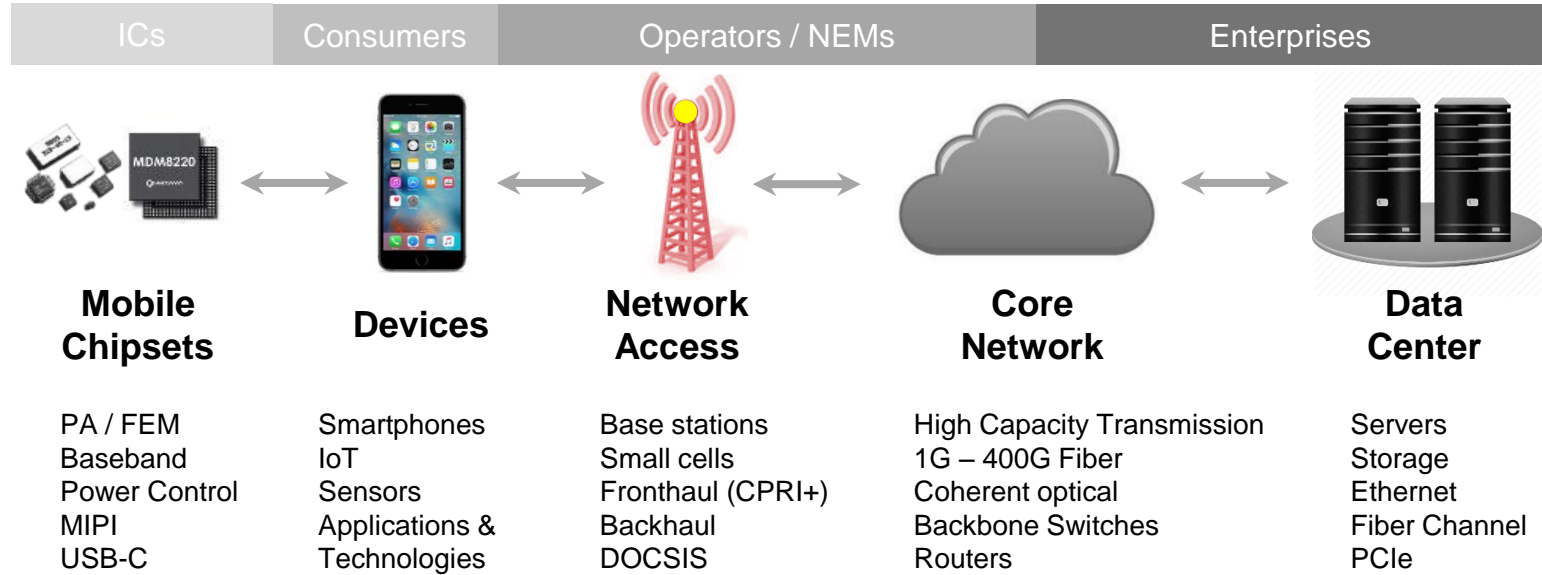 ICs
Consumers
Operators / NEMs
Enterprises
MDM8220
Mobile
Chipsets
Devices
Network
Access
Core
Network
Data
Center
PA / FEM
Baseband
Power Control
MIPI
USB-C
Smartphones
IoT
Sensors
Applications &
Technologies
Base stations
Small cells
Fronthaul (CPRI+)
Backhaul
DOCSIS
High Capacity Transmission
1G – 400G Fiber
Coherent optical
Backbone Switches
Routers
Servers
Storage
Ethernet
Fiber Channel
PCIe